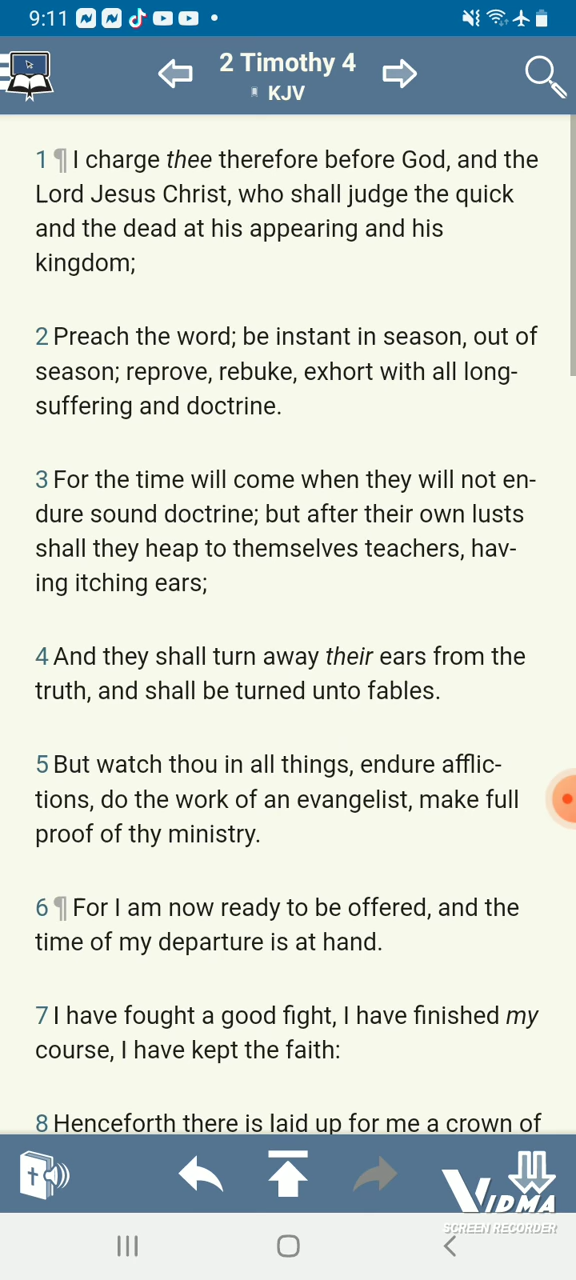 9:11
2 Timothy 4
KJV
1 ¶ I charge thee therefore before God, and the
Lord Jesus Christ, who shall judge the quick
and the dead at his appearing and his
kingdom;
2 Preach the word; be instant in season, out of
season; reprove, rebuke, exhort with all long-
suffering and doctrine.
3 For the time will come when they will not en-
dure sound doctrine; but after their own lusts
shall they heap to themselves teachers, hav-
ing itching ears;
4 And they shall turn away their ears from the
truth, and shall be turned unto fables.
5 But watch thou in all things, endure afflic-
tions, do the work of an evangelist, make full
proof of thy ministry.
6 ¶ For I am now ready to be offered, and the
time of my departure is at hand.
7 I have fought a good fight, I have finished my
course, I have kept the faith:
8 Henceforth there is laid up for me a crown of
VIDMA
SCREEN RECORDER